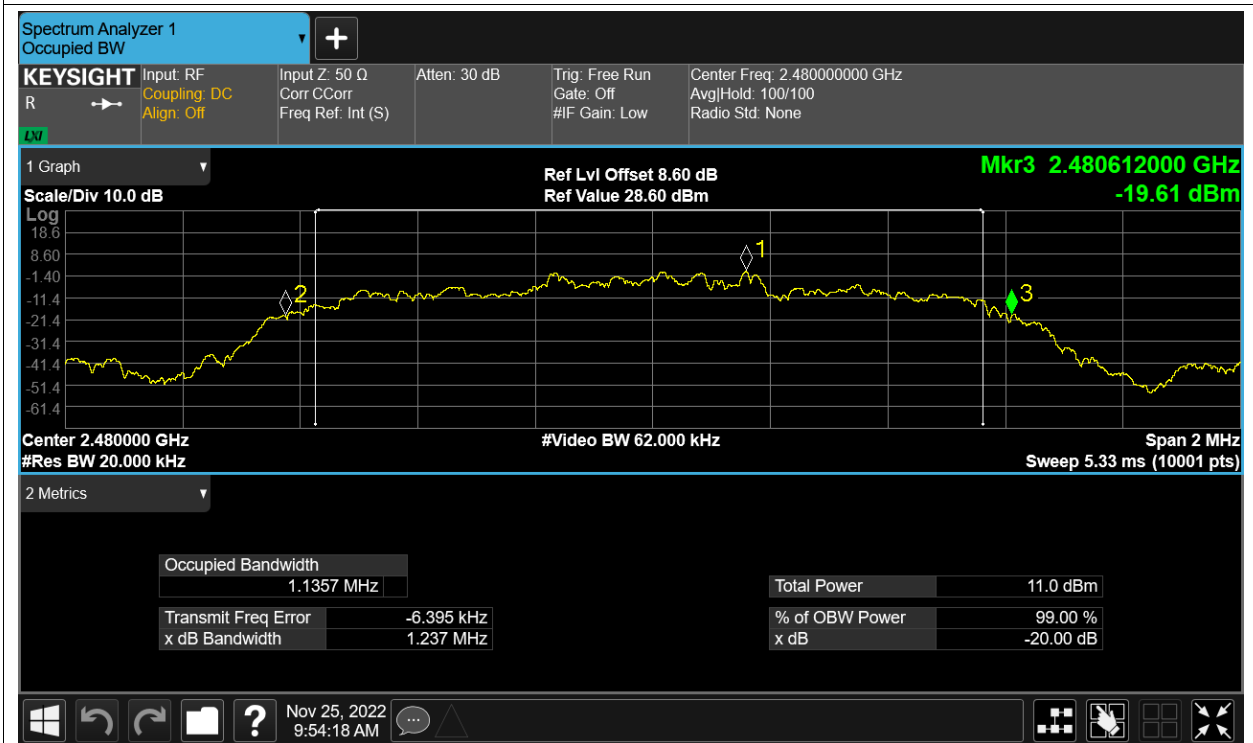 Spectrum Analyzer 1
Occupied BW
KEYSIGHT
R
LXI
Input: RF
Coupling: DC
Align: Off
Input Z: 50 Ω
Corr CCorr
Freq Ref: Int (S)
Atten: 30 dB
Trig: Free Run
Gate: Off
#IF Gain: Low
Center Freq: 2.480000000 GHz
Avg|Hold: 100/100
Radio Std: None
1 Graph
Scale/Div 10.0 dB
Ref Lvl Offset 8.60 dB
Ref Value 28.60 dBm
Mkr3 2.480612000 GHz
-19.61 dBm
Log
18.6
8.60
-1.40
-11.4
-21.4
-31.4
-41.4
-51.4
-61.4
1
2
3
Center 2.480000 GHz
#Res BW 20.000 kHz
#Video BW 62.000 kHz
Span 2 MHz
Sweep 5.33 ms (10001 pts)
2 Metrics
Occupied Bandwidth
1.1357 MHz
Transmit Freq Error -6.395 kHz
x dB Bandwidth 1.237 MHz
Total Power 11.0 dBm
% of OBW Power 99.00 %
x dB -20.00 dB
?
Nov 25, 2022
9:54:18 AM